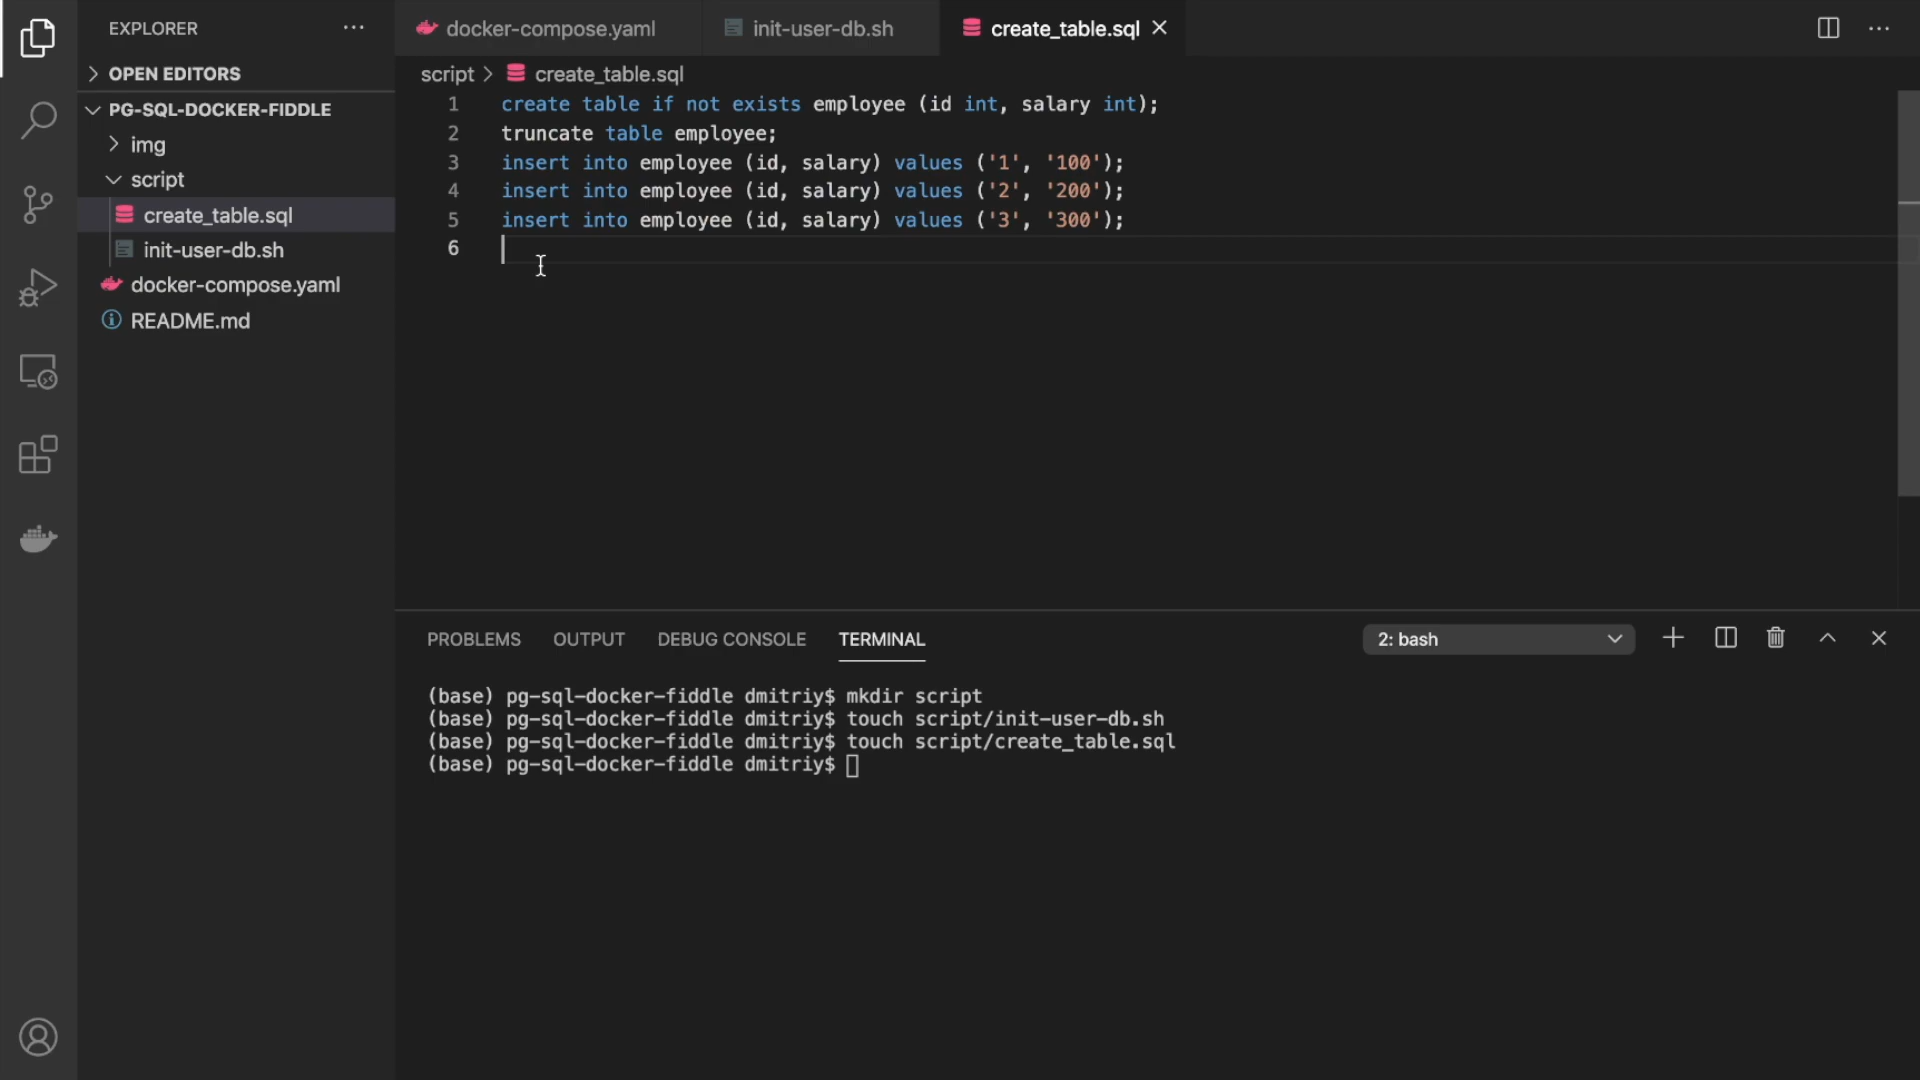 EXPLORER
OPEN EDITORS
PG-SQL-DOCKER-FIDDLE
img
script
create_table.sql
init-user-db.sh
docker-compose.yaml
README.md
docker-compose.yaml
init-user-db.sh
create_table.sql
script > create_table.sql
1 create table if not exists employee (id int, salary int);
2 truncate table employee;
3 insert into employee (id, salary) values ('1', '100');
4 insert into employee (id, salary) values ('2', '200');
5 insert into employee (id, salary) values ('3', '300');
6
PROBLEMS OUTPUT DEBUG CONSOLE TERMINAL
2: bash
(base) pg-sql-docker-fiddle dmitriy$ mkdir script
(base) pg-sql-docker-fiddle dmitriy$ touch script/init-user-db.sh
(base) pg-sql-docker-fiddle dmitriy$ touch script/create_table.sql
(base) pg-sql-docker-fiddle dmitriy$